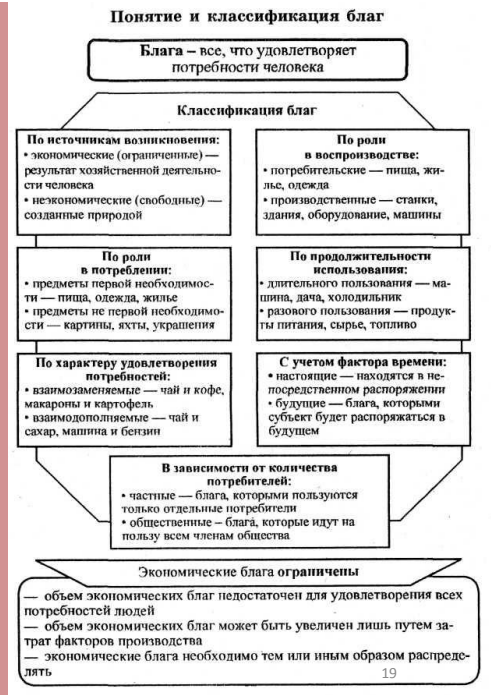 Понятие и классификация благ
Блага – все, что удовлетворяет
потребности человека
Классификация благ
По источникам возникновения:
• экономические (ограниченные) —
результат хозяйственной деятельно-
сти человека
• неэкономические (свободные) —
созданные природой
По роли
в воспроизводстве:
• потребительские — пища, жи-
лье, одежда
• производственные — станки,
здания, оборудование, машины
По роли
в потреблении:
• предметы первой необходимос-
ти — пища, одежда, жилье
• предметы не первой необходимо-
сти — картины, яхты, украшения
По продолжительности
использования:
• длительного пользования — ма-
шина, дача, холодильник
• разового пользования — продук-
ты питания, сырье, топливо
По характеру удовлетворения
потребностей:
• взаимозаменяемые — чай и кофе,
макароны и картофель
• взаимодополняемые — чай и
сахар, машина и бензин
С учетом фактора времени:
• настоящие — находятся в не-
посредственном распоряжении
• будущие — блага, которыми
субъект будет распоряжаться в
будущем
В зависимости от количества
потребителей:
• частные — блага, которыми пользуются
только отдельные потребители
• общественные – блага, которые идут на
пользу всем членам общества
Экономические блага ограничены
— объем экономических благ недостаточен для удовлетворения всех
потребностей людей
— объем экономических благ может быть увеличен лишь путем за-
трат факторов производства
— экономические блага необходимо тем или иным образом распреде-
лять
19